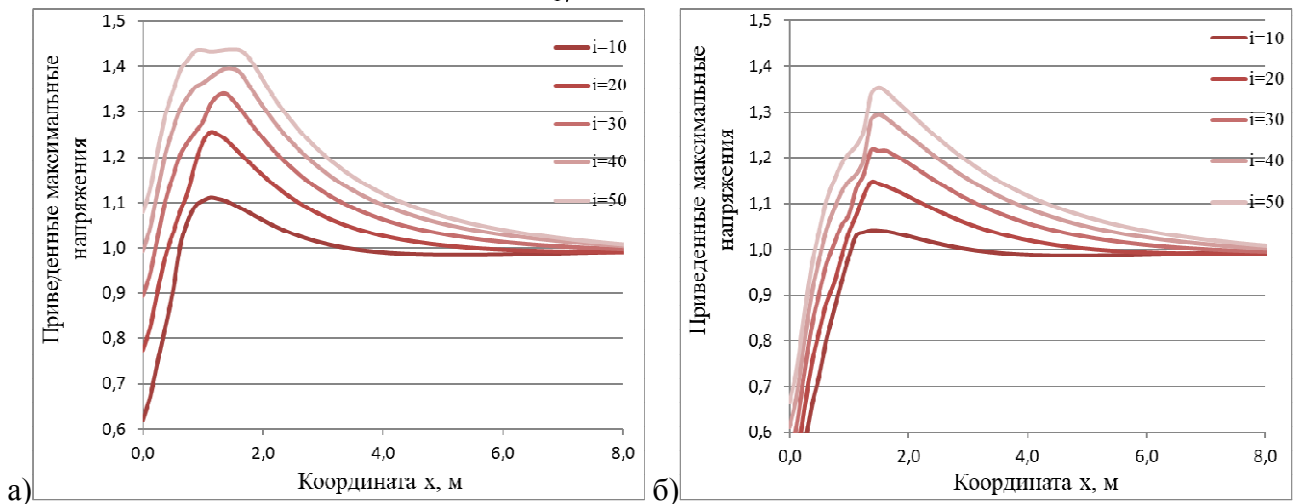 1,5
1,4
1,3
1,2
1,1
1,0
0,9
0,8
0,7
0,6
Приведенные максимальные
напряжения
i=10
i=20
i=30
i=40
i=50
0,0 2,0 4,0 6,0 8,0
Координата х, м
а)
1,5
1,4
1,3
1,2
1,1
1,0
0,9
0,8
0,7
0,6
Приведенные максимальные
напряжения
i=10
i=20
i=30
i=40
i=50
0,0 2,0 4,0 6,0 8,0
Координата х, м
б)